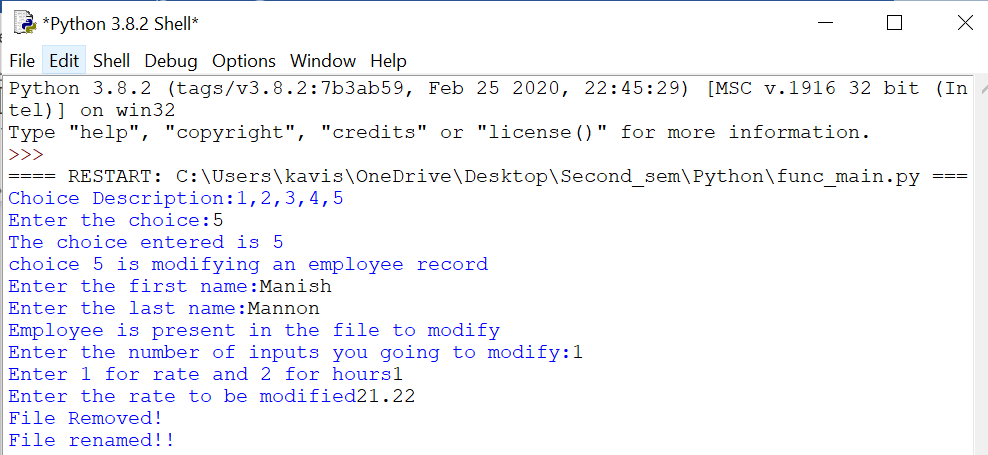 *Python 3.8.2 Shell*
File Edit Shell Debug Options Window Help
Python 3.8.2 (tags/v3.8.2:7b3ab59, Feb 25 2020, 22:45:29) [MSC v.1916 32 bit (In
tel)] on win32
Type "help", "copyright", "credits" or "license()" for more information.
>>>
==== RESTART: C:\Users\kavis\OneDrive\Desktop\Second_sem\Python\func_main.py ===
Choice Description:1,2,3,4,5
Enter the choice:5
The choice entered is 5
choice 5 is modifying an employee record
Enter the first name:Manish
Enter the last name:Mannon
Employee is present in the file to modify
Enter the number of inputs you going to modify:1
Enter 1 for rate and 2 for hours1
Enter the rate to be modified21.22
File Removed!
File renamed!!